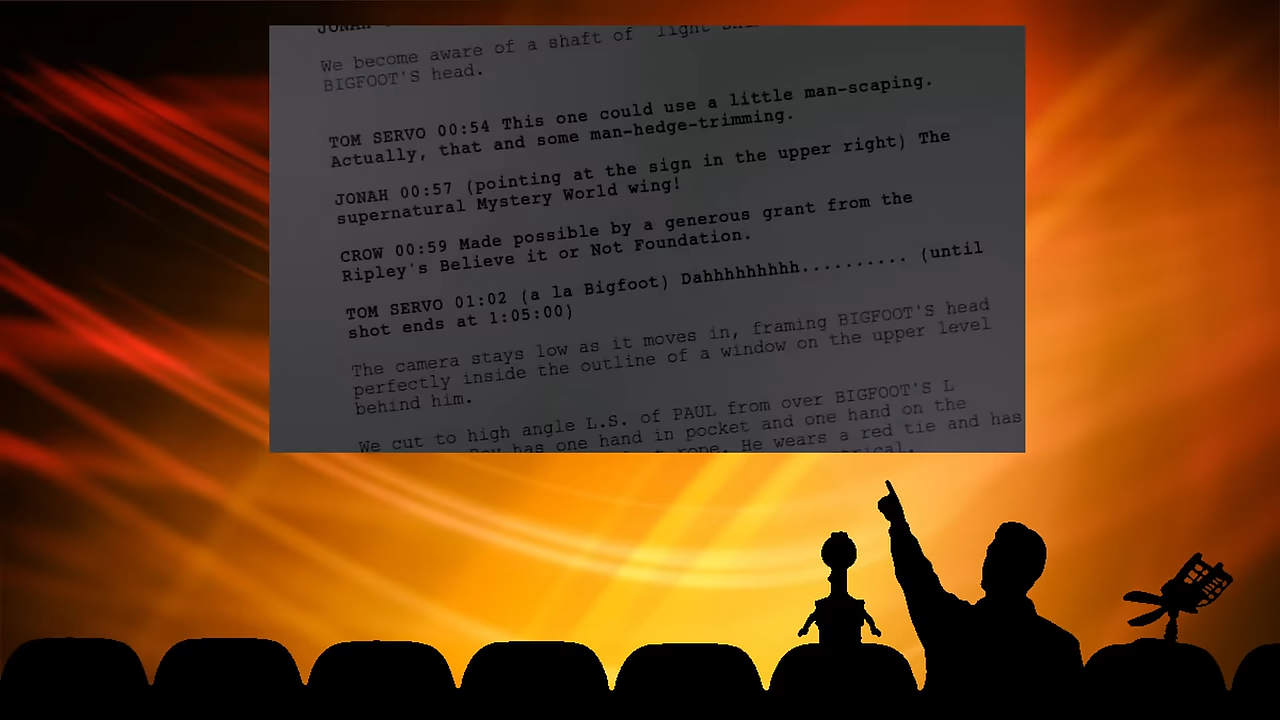 JONAH
We become aware of a shaft of light
BIGFOOT'S head.
TOM SERVO 00:54 This one could use a little man-scaping.
Actually, that and some man-hedge-trimming.
JONAH 00:57 (pointing at the sign in the upper right) The
supernatural Mystery World wing!
CROW 00:59 Made possible by a generous grant from the
Ripley's Believe it or Not Foundation.
TOM SERVO 01:02 (a la Bigfoot) Dahhhhhhhhh.......... (until
shot ends at 1:05:00)
The camera stays low as it moves in, framing BIGFOOT'S head
perfectly inside the outline of a window on the upper level
behind him.
We cut to high angle L.S. of PAUL from over BIGFOOT'S L
has one hand in pocket and one hand on the
rope. He wears a red tie and has